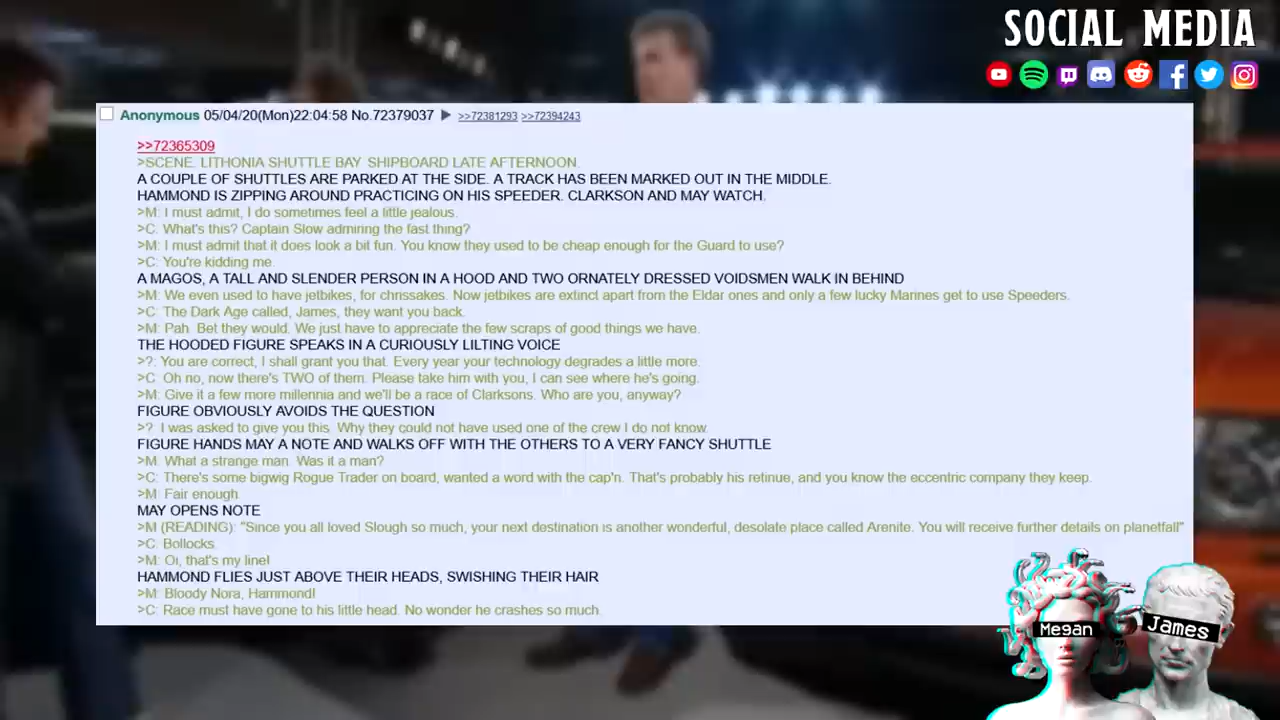 SOCIAL MEDIA
Anonymous 05/04/20(Mon)22:04:58 No.72379037 ▶ >>72381293 >>72394243
>>72365309
>SCENE. LITHONIA SHUTTLE BAY  SHIPBOARD LATE AFTERNOON.
A COUPLE OF SHUTTLES ARE PARKED AT THE SIDE. A TRACK HAS BEEN MARKED OUT IN THE MIDDLE.
HAMMOND IS ZIPPING AROUND PRACTICING ON HIS SPEEDER. CLARKSON AND MAY WATCH.
>M: I must admit, I do sometimes feel a little jealous.
>C: What's this? Captain Slow admiring the fast thing?
>M: I must admit that it does look a bit fun. You know they used to be cheap enough for the Guard to use?
>C: You're kidding me.
A MAGOS, A TALL AND SLENDER PERSON IN A HOOD AND TWO ORNATELY DRESSED VOIDSMEN WALK IN BEHIND
>M: We even used to have jetbikes, for chrissakes. Now jetbikes are extinct apart from the Eldar ones and only a few lucky Marines get to use Speeders.
>C: The Dark Age called, James, they want you back.
>M: Pah. Bet they would. We just have to appreciate the few scraps of good things we have.
THE HOODED FIGURE SPEAKS IN A CURIOUSLY LILTING VOICE
>?: You are correct, I shall grant you that. Every year your technology degrades a little more.
>C: Oh no, now there's TWO of them. Please take him with you, I can see where he's going.
>M: Give it a few more millennia and we'll be a race of Clarksons. Who are you, anyway?
FIGURE OBVIOUSLY AVOIDS THE QUESTION
>?: I was asked to give you this. Why they could not have used one of the crew I do not know.
FIGURE HANDS MAY A NOTE AND WALKS OFF WITH THE OTHERS TO A VERY FANCY SHUTTLE
>M: What a strange man. Was it a man?
>C: There's some bigwig Rogue Trader on board, wanted a word with the cap'n. That's probably his retinue, and you know the eccentric company they keep.
>M: Fair enough.
MAY OPENS NOTE
>M (READING): "Since you all loved Slough so much, your next destination is another wonderful, desolate place called Arenite. You will receive further details on planetfall"
>C: Bollocks.
>M: Oi, that's my line!
HAMMOND FLIES JUST ABOVE THEIR HEADS, SWISHING THEIR HAIR
>M: Bloody Nora, Hammond!
>C: Race must have gone to his little head. No wonder he crashes so much.
Megan
James